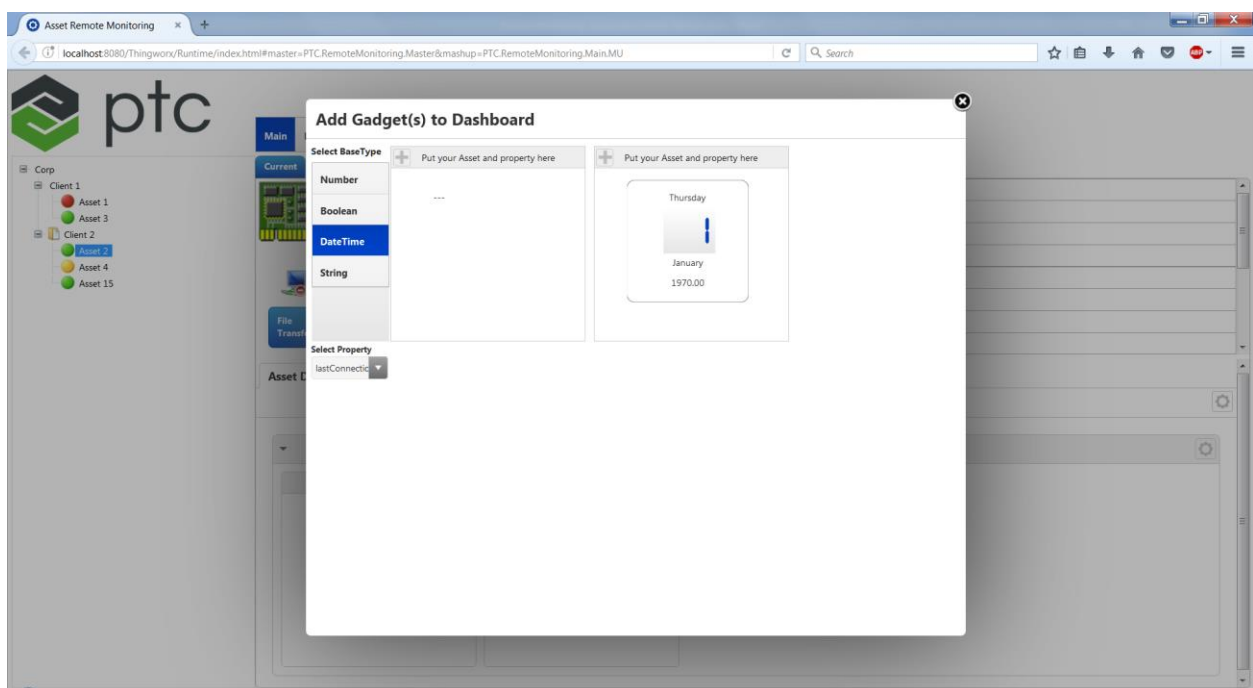 Asset Remote Monitoring
localhost:8080/Thingworx/Runtime/index.html#master=PTC.RemoteMonitoring.Master&mashup=PTC.RemoteMonitoring.Main.MU
Search
ABP
ptc
Corp
Client 1
Asset 1
Asset 3
Client 2
Asset 2
Asset 4
Asset 15
Main
Current
File
Asset
Add Gadget(s) to Dashboard
Select BaseType
Number
Boolean
DateTime
String
Select Property
lastConnectic
Put your Asset and property here
---
Put your Asset and property here
Thursday
1
January
1970.00